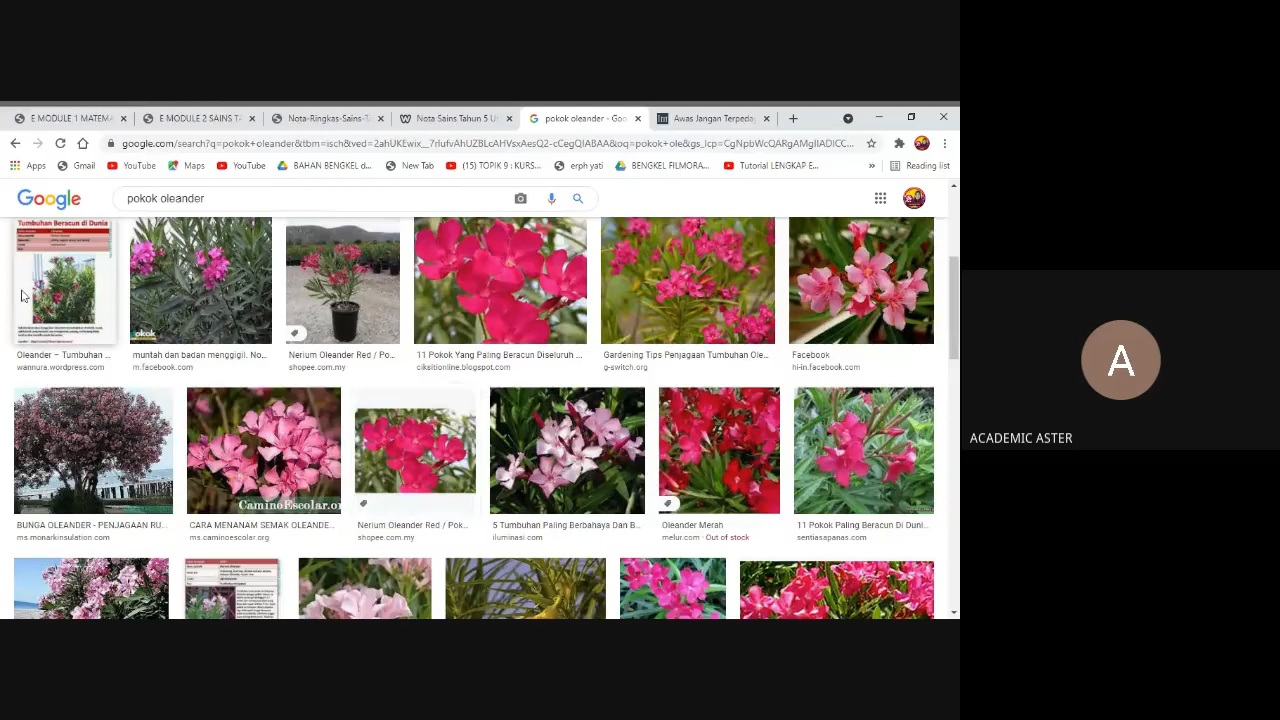 E MODULE 1 MATEMA
E MODULE 2 SAINS TA
Nota-Ringkas-Sains-T
Nota Sains Tahun 5 U
pokok oleander - Goo
Awas Jangan Terpeda
google.com/search?q=pokok+oleander&tbm=isch&ved=
Apps
Gmail
YouTube
Maps
YouTube
BAHAN BENGKEL d...
New Tab
(15) TOPIK 9 : KURS...
erph yati
BENGKEL FILMORA...
Tutorial LENGKAP E...
»
Reading list
Google
pokok oleander
Tumbuhan Beracun di Dunia
pokok
Oleander – Tumbuhan ...
wannura.wordpress.com
muntah dan badan menggigil. No...
m.facebook.com
Nerium Oleander Red / Po...
shopee.com.my
11 Pokok Yang Paling Beracun Diseluruh ...
ciksitionline.blogspot.com
Gardening Tips Penjagaan Tumbuhan Ole...
g-switch.org
Facebook
hi-in.facebook.com
CaminoEscolar.or
BUNGA OLEANDER - PENJAGAAN RU...
ms.monarkinsulation.com
CARA MENANAM SEMAK OLEANDE...
ms.caminoescolar.org
Nerium Oleander Red / Pok...
shopee.com.my
5 Tumbuhan Paling Berbahaya Dan B...
iluminasi.com
Oleander Merah
melur.com · Out of stock
11 Pokok Paling Beracun Di Duni...
sentiasapanas.com
A
ACADEMIC ASTER